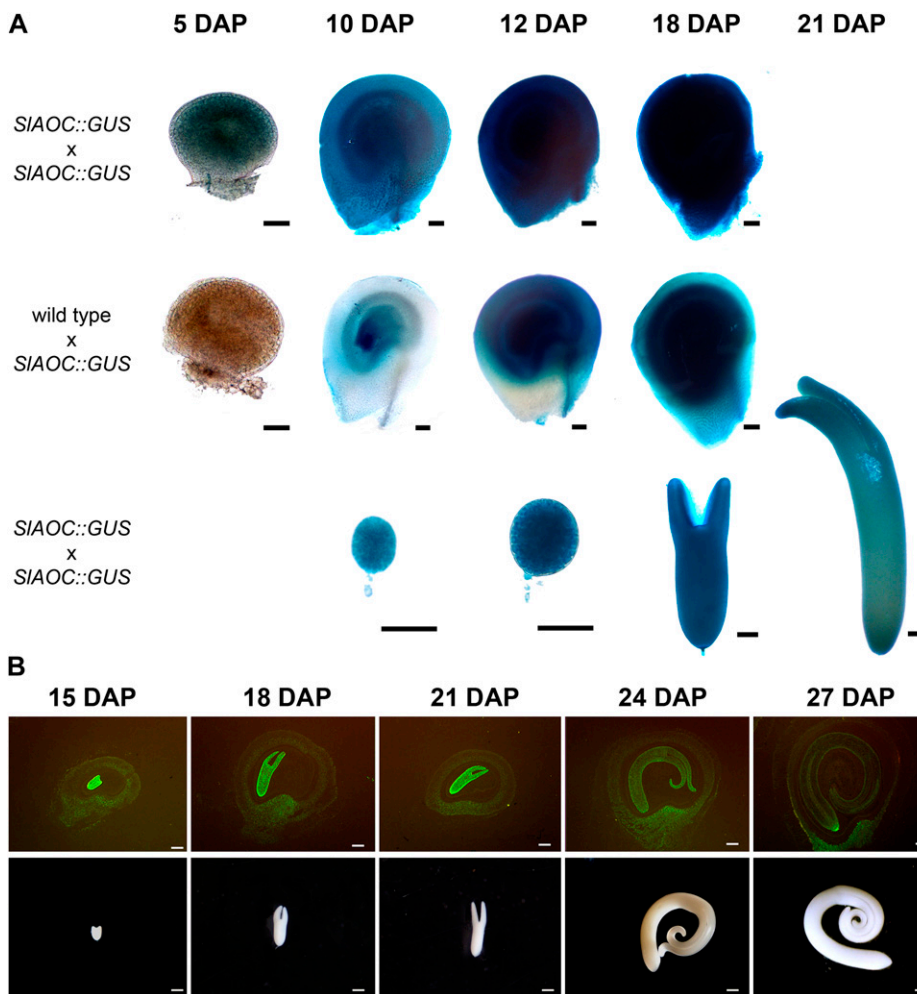 A
5 DAP 10 DAP 12 DAP 18 DAP 21 DAP
SlAOC::GUS
x
SlAOC::GUS
wild type
x
SlAOC::GUS
SlAOC::GUS
x
SlAOC::GUS
B
15 DAP 18 DAP 21 DAP 24 DAP 27 DAP